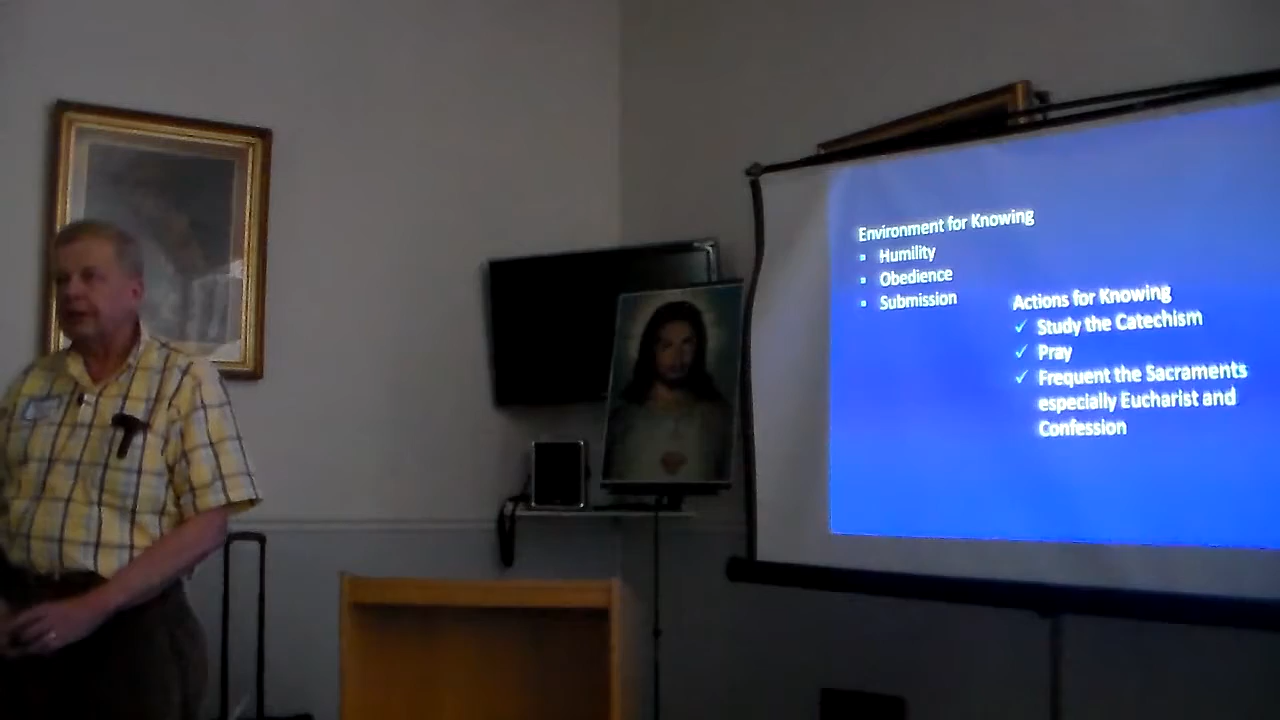 Environment for Knowing
▪ Humility
▪ Obedience
▪ Submission
Actions for Knowing
✓ Study the Catechism
✓ Pray
✓ Frequent the Sacraments
especially Eucharist and
Confession